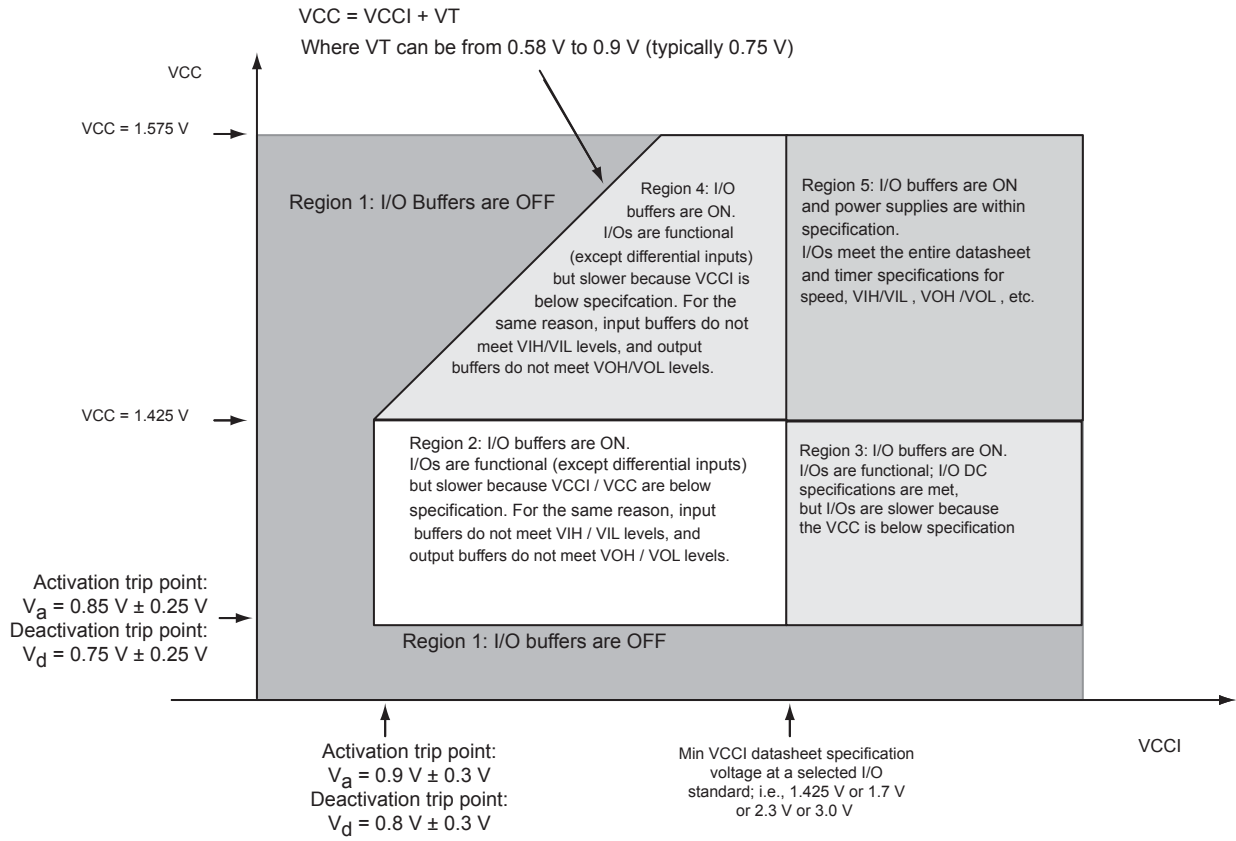 VCC = VCCI + VT
Where VT can be from 0.58 V to 0.9 V (typically 0.75 V)
VCC
VCC = 1.575 V
Region 1: I/O Buffers are OFF
Region 4: I/O
buffers are ON.
I/Os are functional
(except differential inputs)
but slower because VCCI is
below specifcation. For the
same reason, input buffers do not
meet VIH/VIL levels, and output
buffers do not meet VOH/VOL levels.
Region 5: I/O buffers are ON
and power supplies are within
specification.
I/Os meet the entire datasheet
and timer specifications for
speed, VIH/VIL , VOH /VOL , etc.
VCC = 1.425 V
Region 2: I/O buffers are ON.
I/Os are functional (except differential inputs)
but slower because VCCI / VCC are below
specification. For the same reason, input
buffers do not meet VIH / VIL levels, and
output buffers do not meet VOH / VOL levels.
Region 3: I/O buffers are ON.
I/Os are functional; I/O DC
specifications are met,
but I/Os are slower because
the VCC is below specification
Activation trip point:
Va = 0.85 V ± 0.25 V
Deactivation trip point:
Vd = 0.75 V ± 0.25 V
Region 1: I/O buffers are OFF
Activation trip point:
Va = 0.9 V ± 0.3 V
Deactivation trip point:
Vd = 0.8 V ± 0.3 V
Min VCCI datasheet specification
voltage at a selected I/O
standard; i.e., 1.425 V or 1.7 V
or 2.3 V or 3.0 V
VCCI